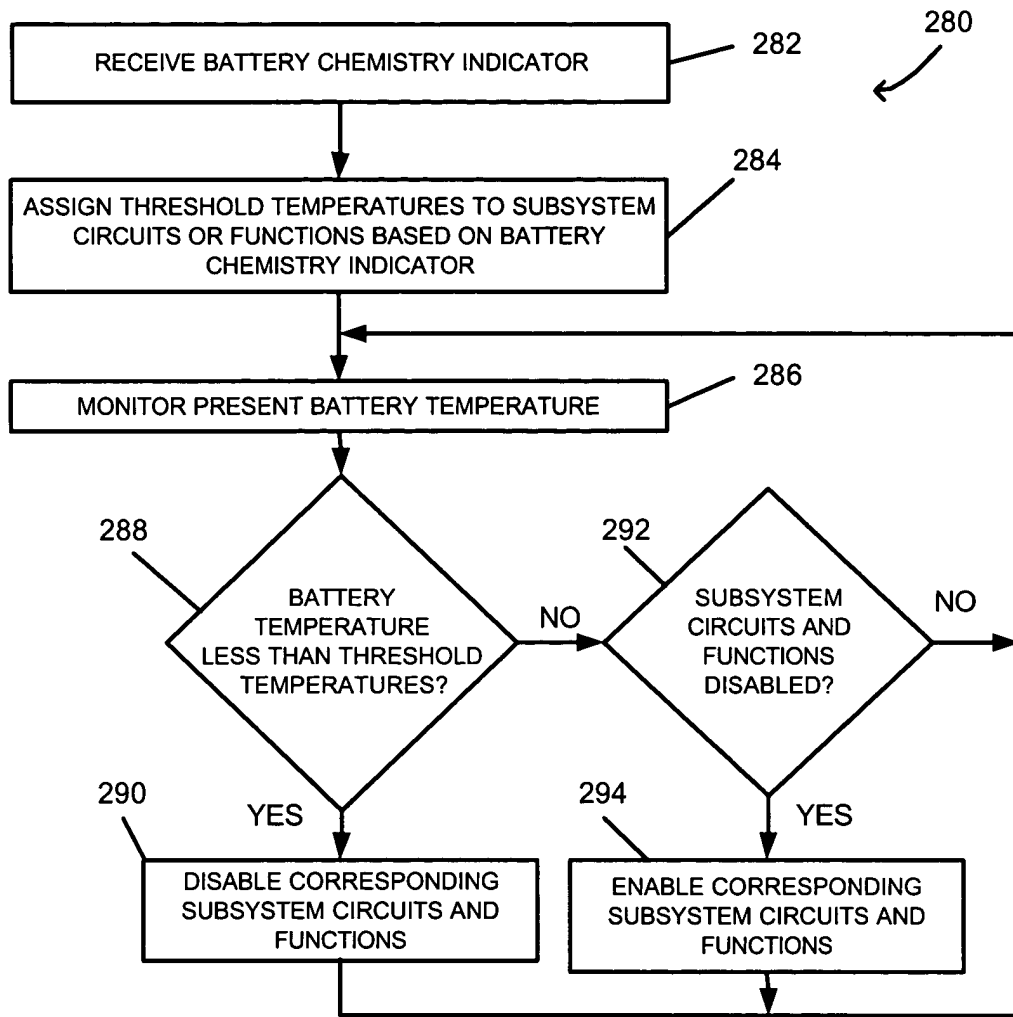 280
RECEIVE BATTERY CHEMISTRY INDICATOR
282
284
ASSIGN THRESHOLD TEMPERATURES TO SUBSYSTEM
CIRCUITS OR FUNCTIONS BASED ON BATTERY
CHEMISTRY INDICATOR
286
MONITOR PRESENT BATTERY TEMPERATURE
288
BATTERY
TEMPERATURE
LESS THAN THRESHOLD
TEMPERATURES?
NO
292
SUBSYSTEM
CIRCUITS AND
FUNCTIONS
DISABLED?
NO
290
YES
DISABLE CORRESPONDING
SUBSYSTEM CIRCUITS AND
FUNCTIONS
294
YES
ENABLE CORRESPONDING
SUBSYSTEM CIRCUITS AND
FUNCTIONS